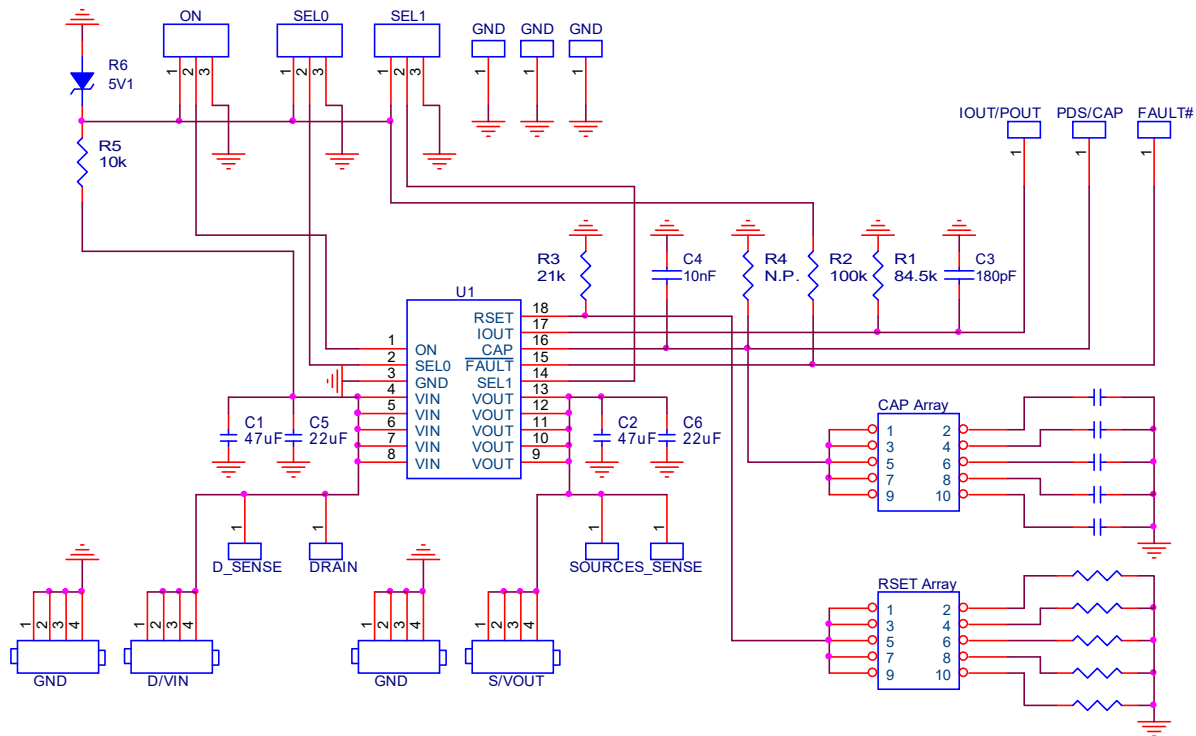 ON
SEL0
SEL1
GND
GND
GND
1
2
3
1
2
3
1
2
3
1
1
1
R6
5V1
R5
10k
IOUT/POUT
PDS/CAP
FAULT#
1
1
1
R3
21k
C4
10nF
R4
N.P.
R2
100k
R1
84.5k
C3
180pF
U1
1
2
3
4
5
6
7
8
ON
SEL0
GND
VIN
VIN
VIN
VIN
VIN
RSET
IOUT
CAP
FAULT
SEL1
VOUT
VOUT
VOUT
VOUT
VOUT
18
17
16
15
14
13
12
11
10
9
C1
47uF
C5
22uF
C2
47uF
C6
22uF
CAP Array
1
3
5
7
9
2
4
6
8
10
1
1
1
1
D_SENSE
DRAIN
SOURCES_SENSE
RSET Array
1
3
5
7
9
2
4
6
8
10
1
2
3
4
1
2
3
4
1
2
3
4
1
2
3
4
GND
D/VIN
GND
S/VOUT